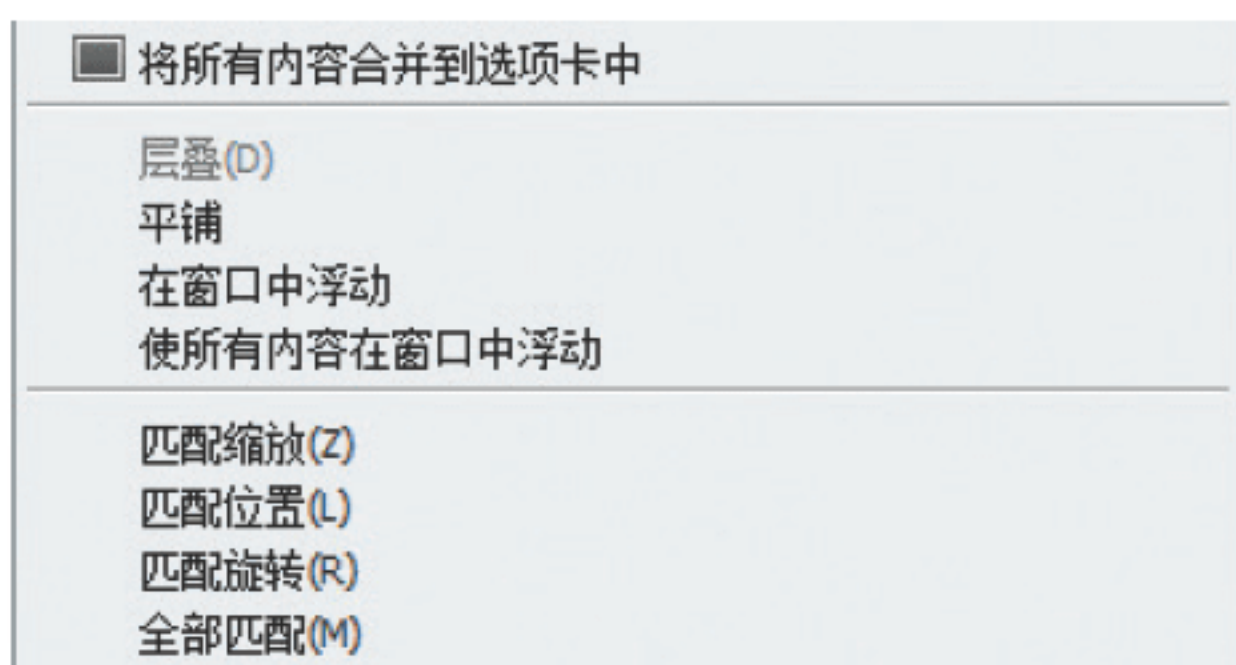 将所有内容合并到选项卡中
层叠(D)
平铺
在窗口中浮动
使所有内容在窗口中浮动
匹配缩放(Z)
匹配位置(L)
匹配旋转(R)
全部匹配(M)